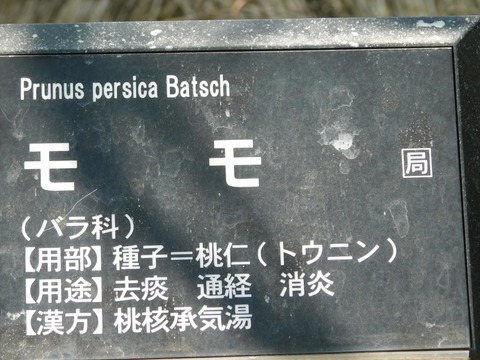 Prunus persica Batsch
モモ 局
(バラ科)
【用部】種子＝桃仁(トウニン)
【用途】去痰　通経　消炎
【漢方】桃核承気湯